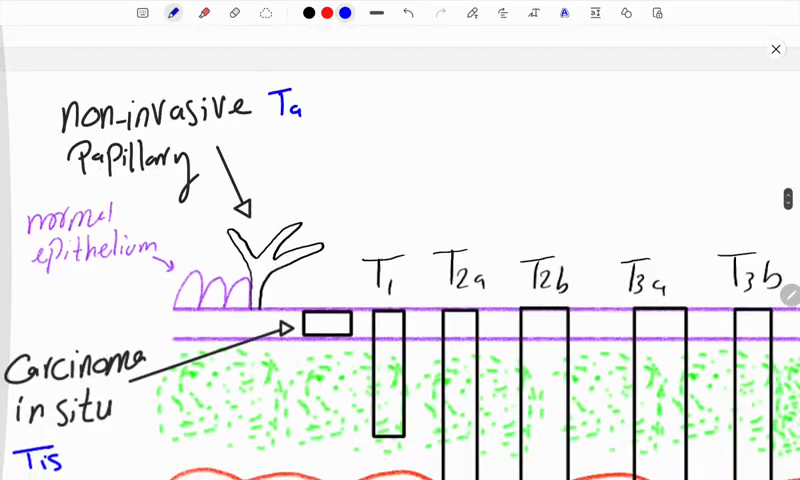 non-invasive Ta
Papillary
normal
epithelium
T1 T2a T2b T3a T3b
Carcinoma
in situ
Tis